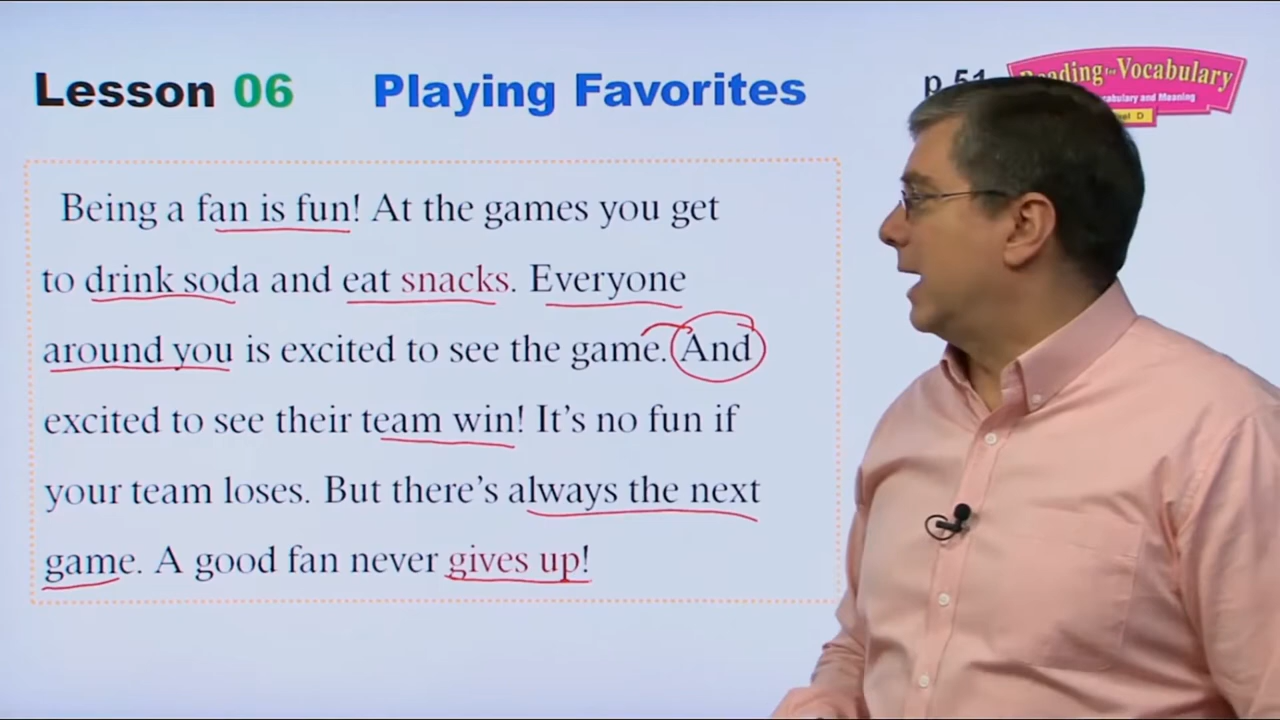 Lesson 06 Playing Favorites p.51
Vocabulary
and Meaning
D
Being a fan is fun! At the games you get
to drink soda and eat snacks. Everyone
around you is excited to see the game. And
excited to see their team win! It's no fun if
your team loses. But there's always the next
game. A good fan never gives up!